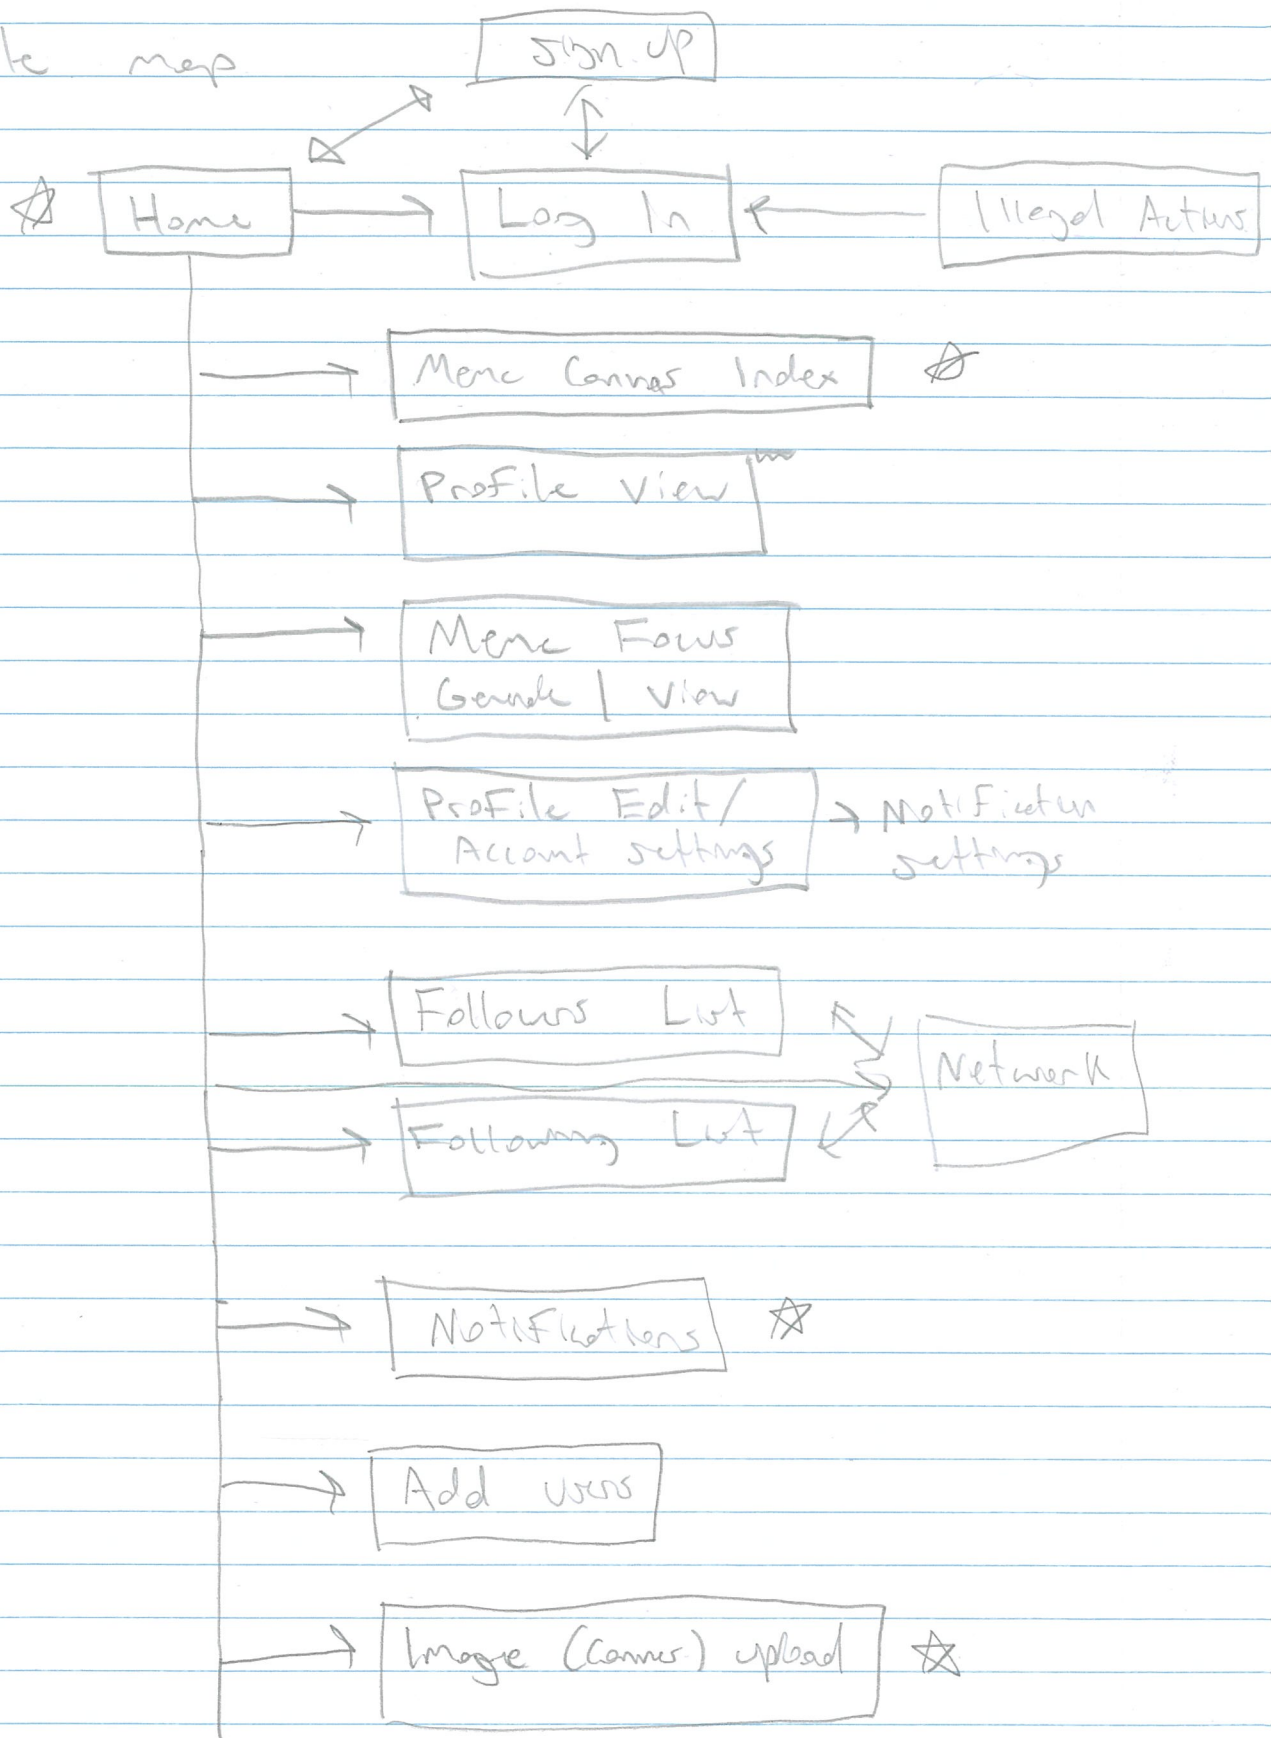 map
Sign up
Home
Log In
Illegal Actions
Meme Canvas Index
Profile View
Meme Focus
| View
Profile Edit/
Account settings
→ Notification
settings
Followers List
Network
Following List
Notifications
Add users
Image (Canvas) upload